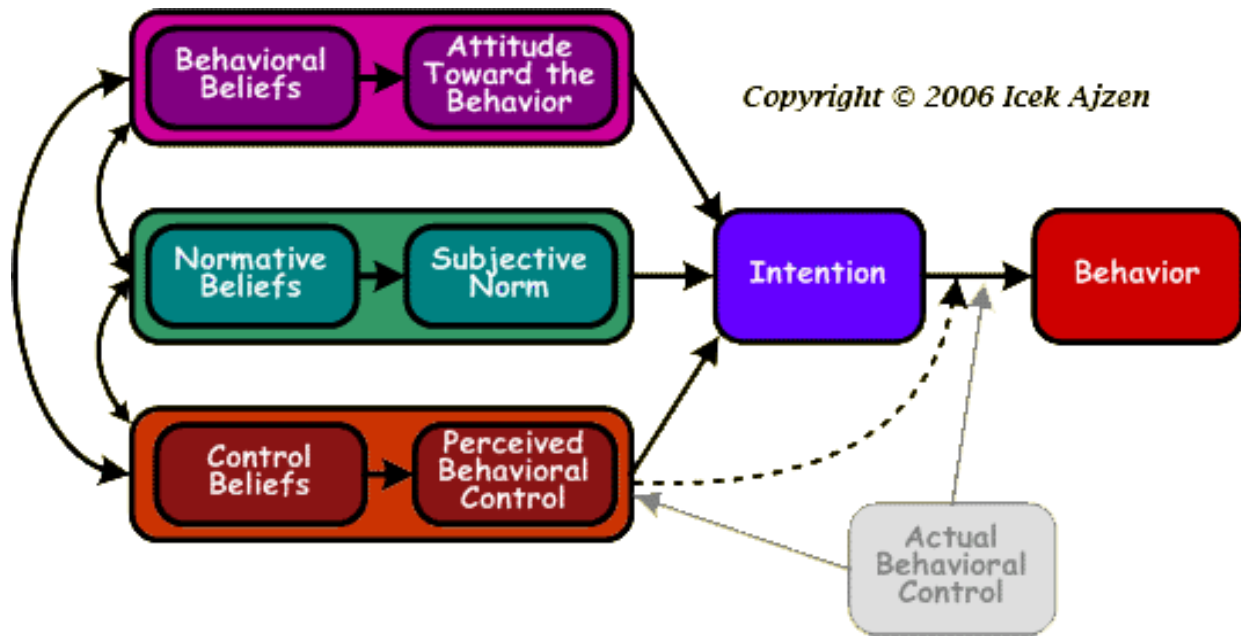 Behavioral
Beliefs
Attitude
Toward the
Behavior
Copyright © 2006 Icek Ajzen
Normative
Beliefs
Subjective
Norm
Intention
Behavior
Control
Beliefs
Perceived
Behavioral
Control
Actual
Behavioral
Control